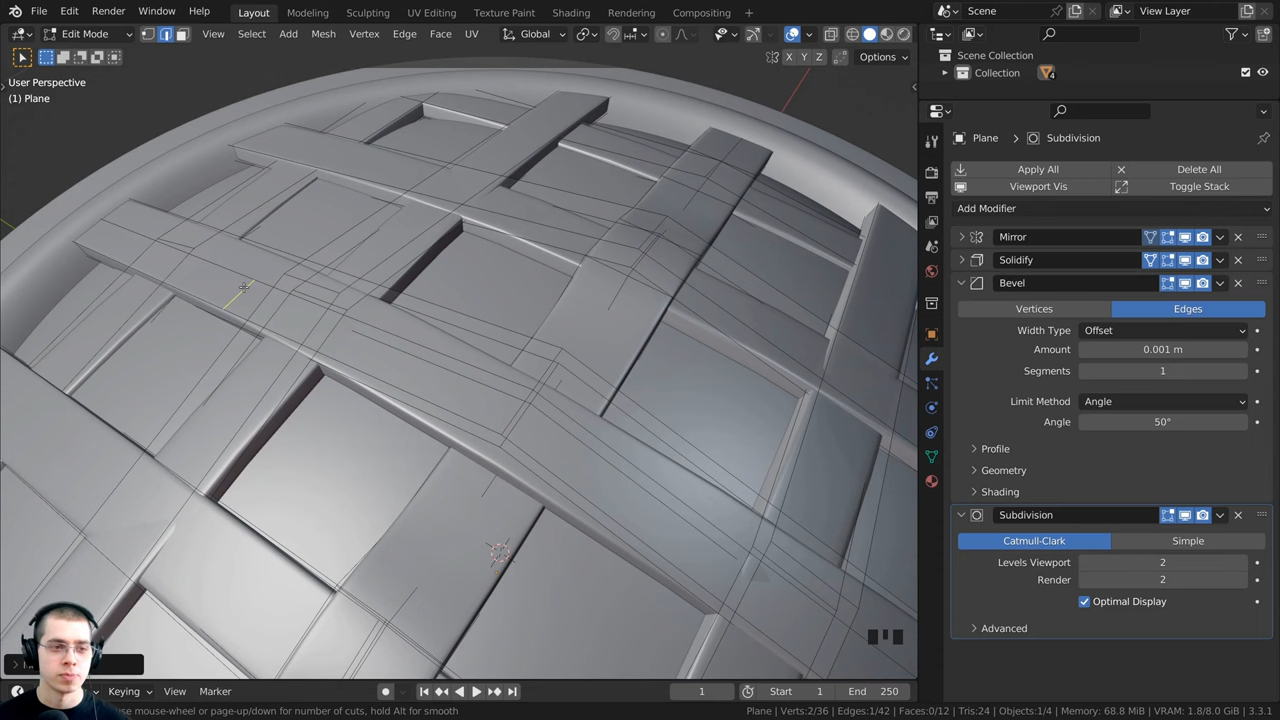 File Edit Render Window Help Layout Modeling Sculpting UV Editing Texture Paint Shading Rendering Compositing Scene View Layer
Edit Mode View Select Add Mesh Vertex Edge Face UV Global
X Y Z Options
User Perspective
(1) Plane
Scene Collection
Collection 4
Plane > Subdivision
Apply All Delete All
Viewport Vis Toggle Stack
Add Modifier
Mirror
Solidify
Bevel
Vertices Edges
Width Type Offset
Amount 0.001 m
Segments 1
Limit Method Angle
Angle 50°
Profile
Geometry
Shading
Subdivision
Catmull-Clark Simple
Levels Viewport 2
Render 2
Optimal Display
Advanced
Keying View Marker 1 Start 1 End 250
use mouse-wheel or page-up/down for number of cuts, hold Alt for smooth
Plane | Verts:2/36 | Edges:1/42 | Faces:0/12 | Tris:24 | Objects:1/4 | Memory: 68.8 MiB | VRAM: 1.8/8.0 GiB | 3.3.1